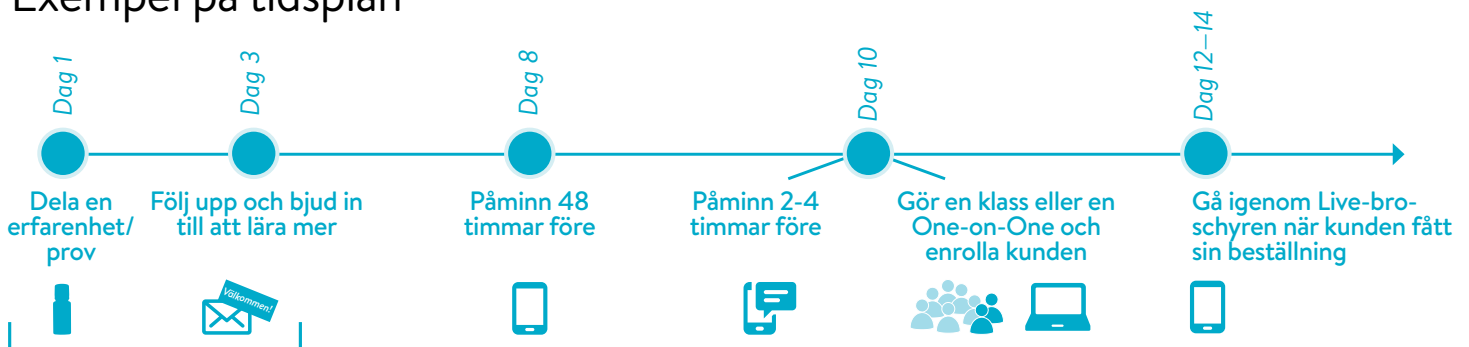 Exempel på tidsplan
Dag 1
Dag 3
Dag 8
Dag 10
Dag 12–14
Dela en
erfarenhet/
prov
Följ upp och bjud in
till att lära mer
Påminn 48
timmar före
Påminn 2-4
timmar före
Gör en klass eller en
One-on-One och
enrolla kunden
Gå igenom Live-bro-
schyren när kunden fått
sin beställning
Välkommen!